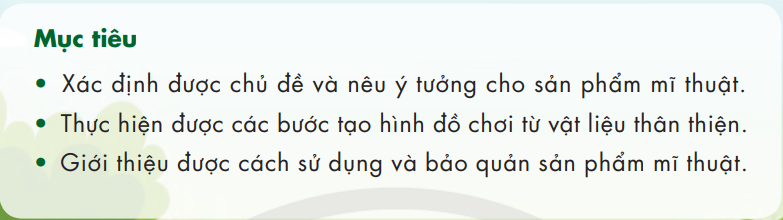 Mục tiêu
• Xác định được chủ đề và nêu ý tưởng cho sản phẩm mĩ thuật.
• Thực hiện được các bước tạo hình đồ chơi từ vật liệu thân thiện.
• Giới thiệu được cách sử dụng và bảo quản sản phẩm mĩ thuật.